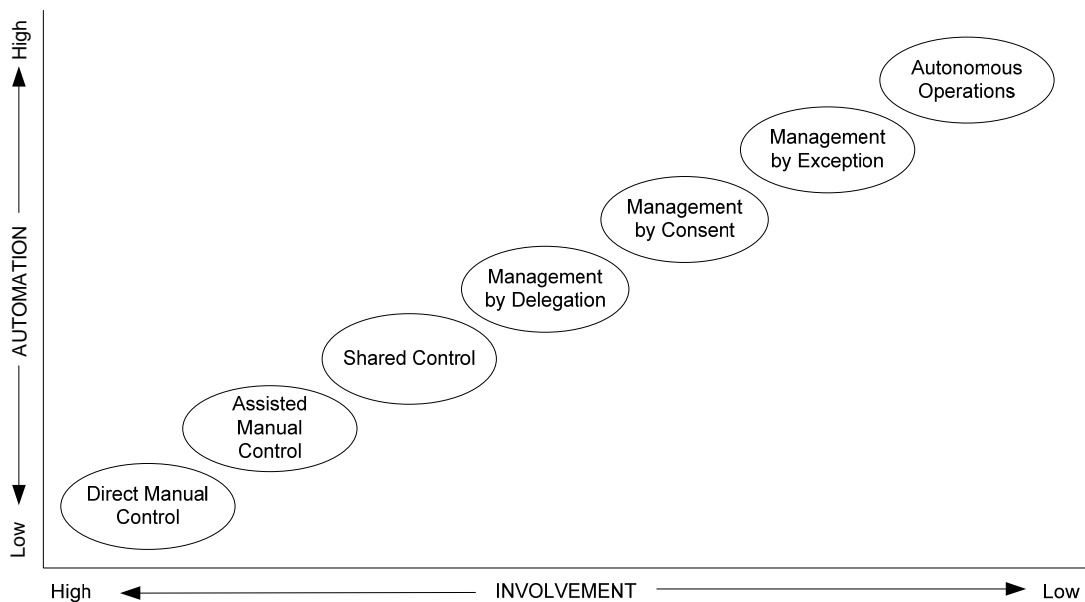 High
AUTOMATION
Low
Autonomous
Operations
Management
by Exception
Management
by Consent
Management
by Delegation
Shared Control
Assisted
Manual
Control
Direct Manual
Control
High
INVOLVEMENT
Low